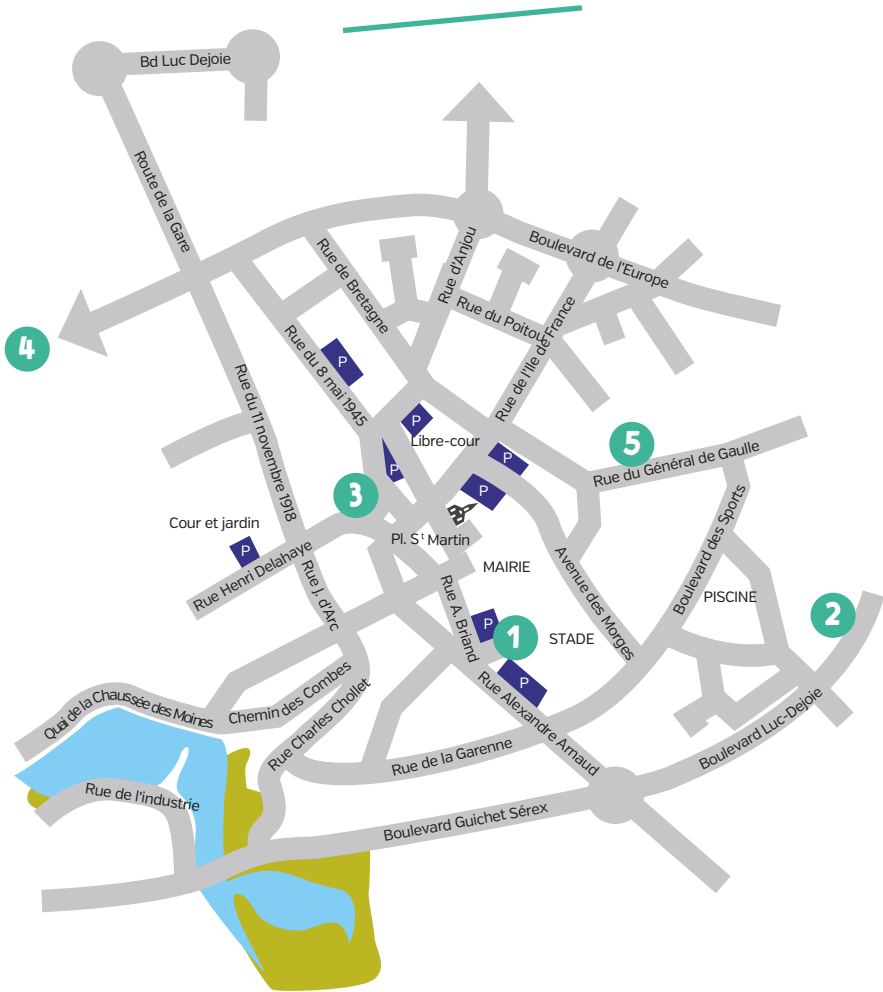 Bd Luc Dejoie
Route de la Gare
Rue d'Anjou
Boulevard de l'Europe
Rue de Bretagne
Rue du Poitou
Rue de l'Ile de France
4
Rue du 8 mai 1945
P
Rue du 11 novembre 1918
P
Libre-cour
5
P
P
Rue du Général de Gaulle
P
3
Boulevard des Sports
Cour et jardin
P
Pl. St Martin
Rue Henri Delahaye
MAIRIE
Avenue des Morges
Rue J. d'Arc
Rue A. Briand
PISCINE
2
P
1
STADE
P
Rue Alexandre Arnaud
Quai de la Chaussée des Moines
Chemin des Combes
Rue Charles Chollet
Rue de la Garenne
Boulevard Luc-Dejoie
Rue de l'industrie
Boulevard Guichet Sérex